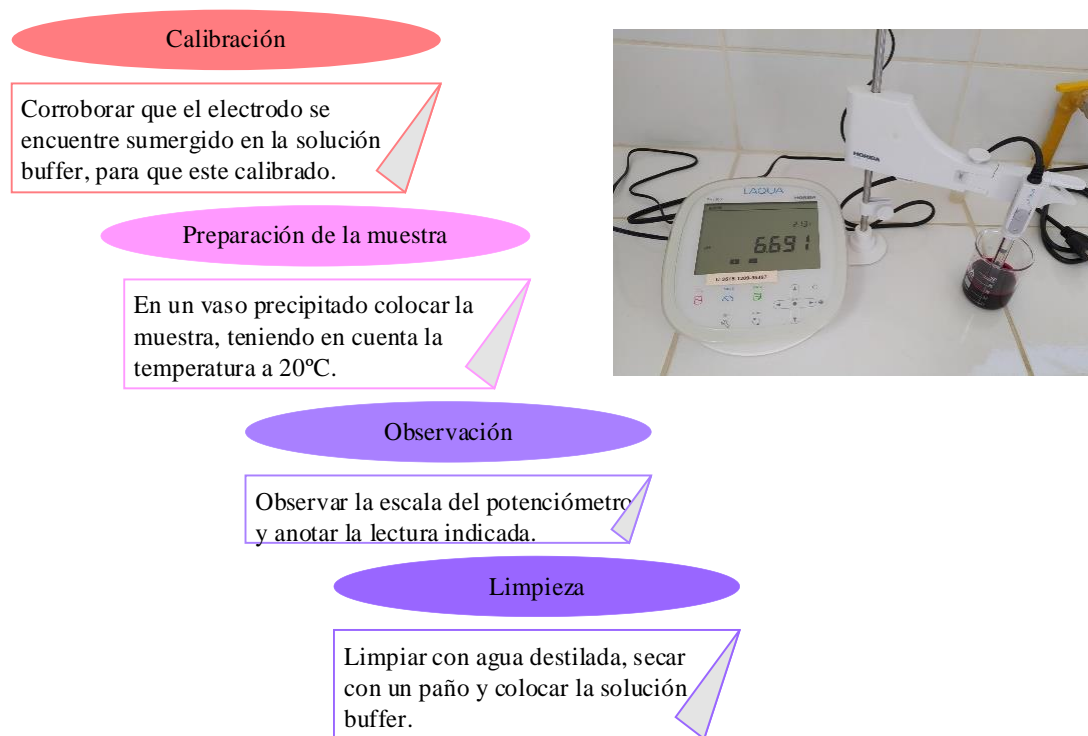 Calibración
Corroborar que el electrodo se
encuentre sumergido en la solución
buffer, para que este calibrado.
Preparación de la muestra
En un vaso precipitado colocar la
muestra, teniendo en cuenta la
temperatura a 20ºC.
Observación
Observar la escala del potenciómetro
y anotar la lectura indicada.
Limpieza
Limpiar con agua destilada, secar
con un paño y colocar la solución
buffer.
LAQUA
HORIBA
6.691
HORIBA